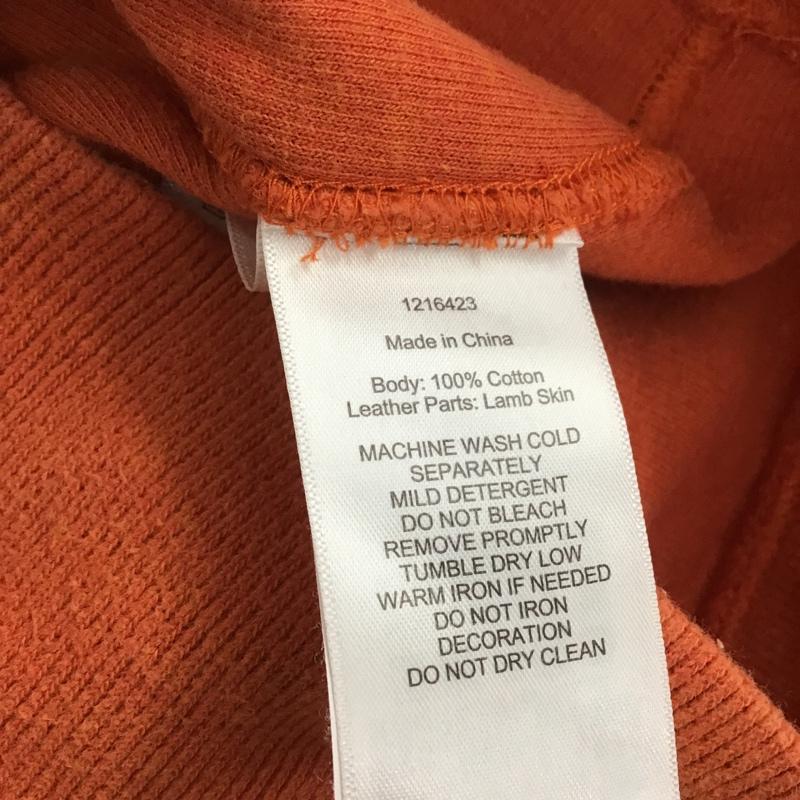 1216423
Made in China
Body: 100% Cotton
Leather Parts: Lamb Skin
MACHINE WASH COLD
SEPARATELY
MILD DETERGENT
DO NOT BLEACH
REMOVE PROMPTLY
TUMBLE DRY LOW
WARM IRON IF NEEDED
DO NOT IRON
DECORATION
DO NOT DRY CLEAN